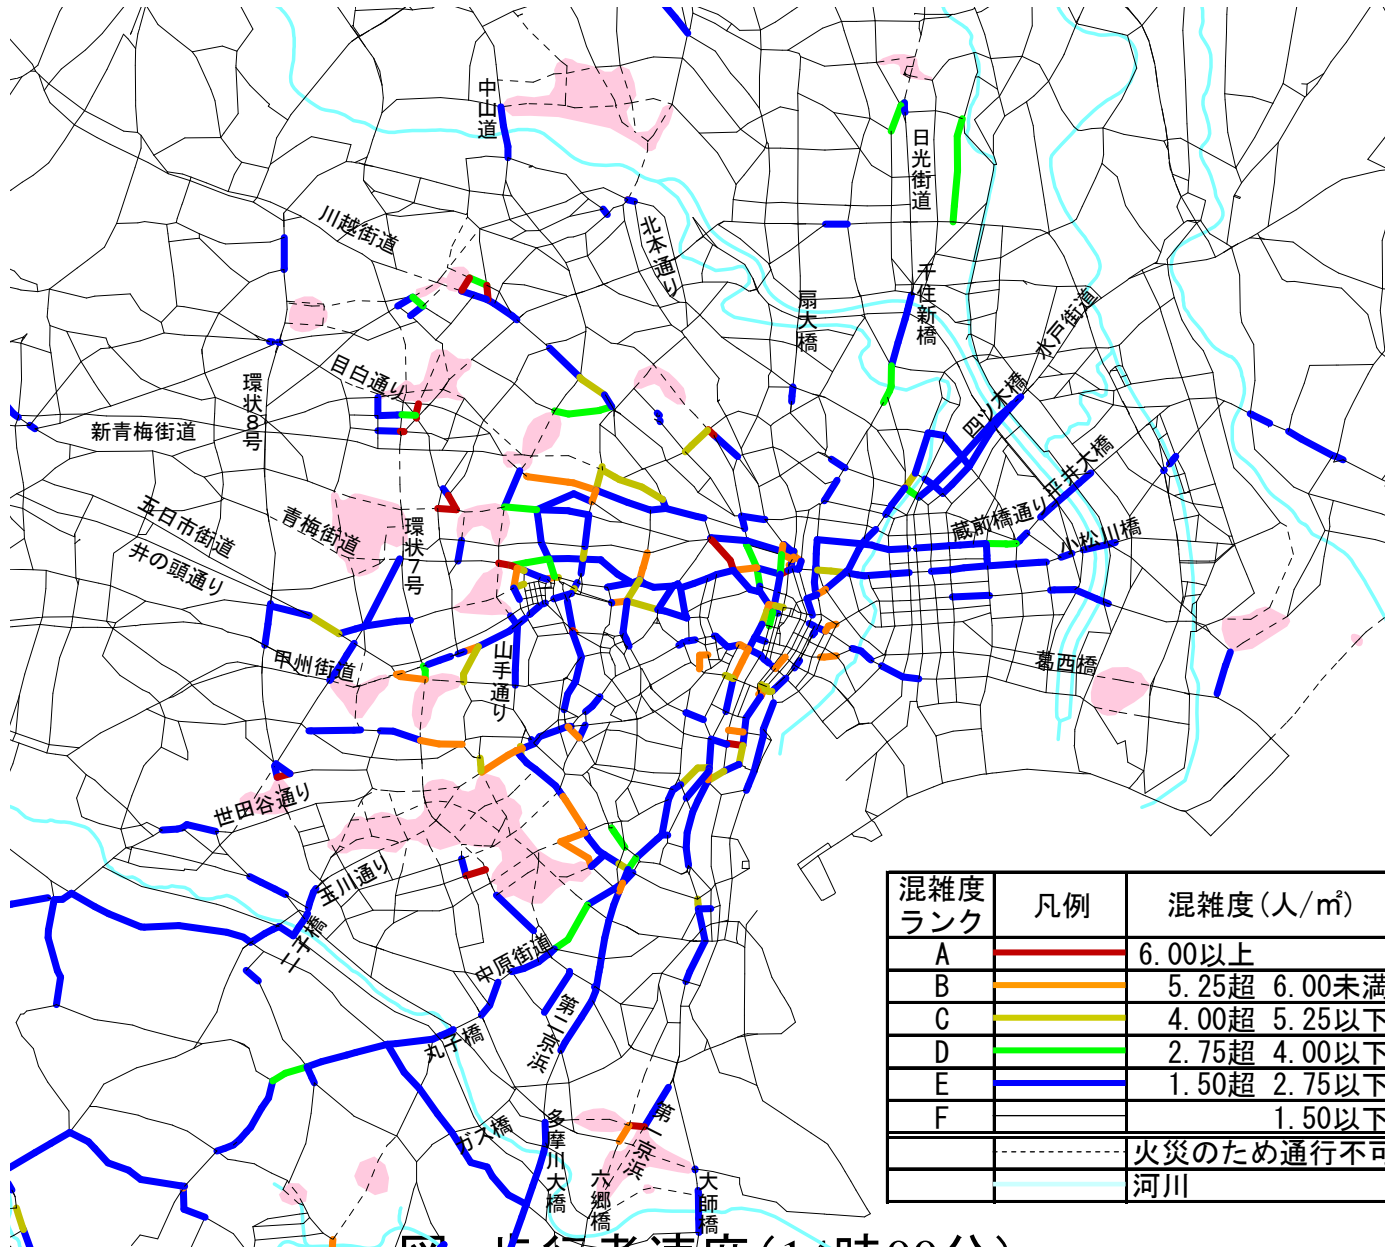 中山道
日光街道
川越街道
北本通り
千住新橋
扇大橋
水戸街道
目白通り
環状8号
四ツ木橋
新青梅街道
平井大橋
五日市街道
青梅街道
環状7号
蔵前橋通り
小松川橋
井の頭通り
甲州街道
山手通り
葛西橋
世田谷通り
玉川通り
二子橋
中原街道
第二京浜
丸子橋
ガス橋
多摩川大橋
六郷橋
第一京浜
大師橋
混雑度ランク 凡例 混雑度(人/㎡)
A 6.00以上
B 5.25超 6.00未満
C 4.00超 5.25以下
D 2.75超 4.00以下
E 1.50超 2.75以下
F 1.50以下
火災のため通行不可
河川